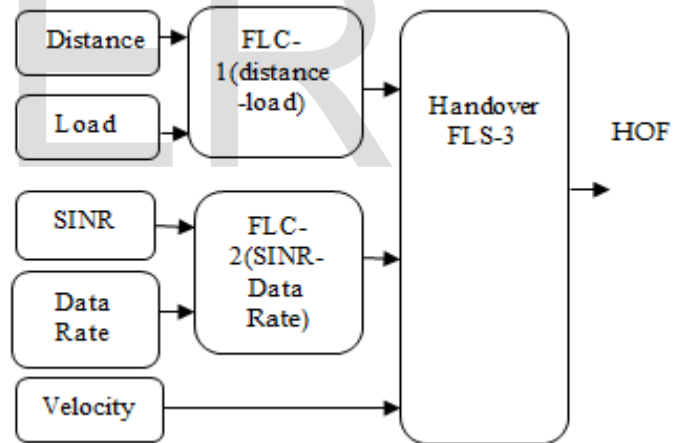 Distance
FLC-
1(distance
-load)
Load
Handover
FLS-3
HOF
SINR
FLC-
2(SINR-
Data
Rate)
Data
Rate
Velocity